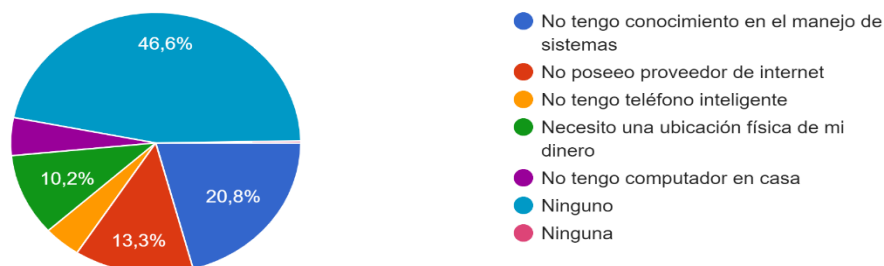 46,6%
10,2%
13,3%
20,8%
No tengo conocimiento en el manejo de
sistemas
No poseeo proveedor de internet
No tengo teléfono inteligente
Necesito una ubicación física de mi
dinero
No tengo computador en casa
Ninguno
Ninguna